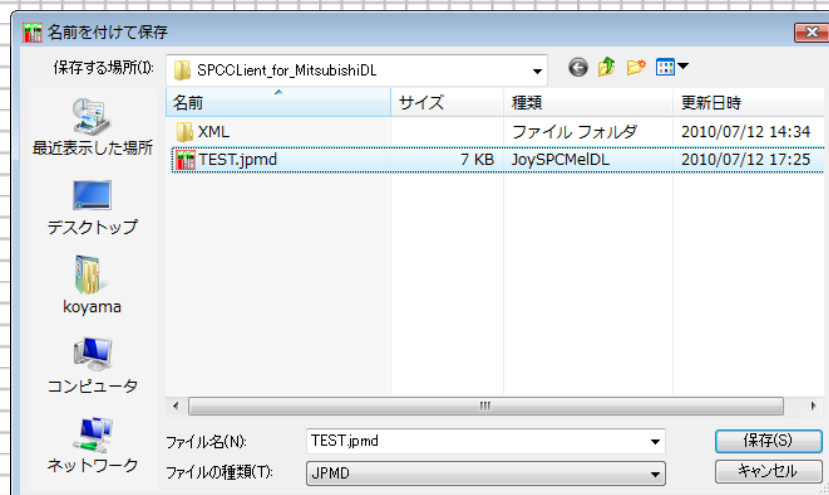 名前を付けて保存
保存する場所(I):
SPCCLient_for_MitsubishiDL
名前 サイズ 種類 更新日時
XML ファイル フォルダ 2010/07/12 14:34
TEST.jpmd 7 KB JoySPCMelDL 2010/07/12 17:25
最近表示した場所
デスクトップ
koyama
コンピュータ
ネットワーク
ファイル名(N): TEST.jpmd 保存(S)
ファイルの種類(T): JPMD キャンセル